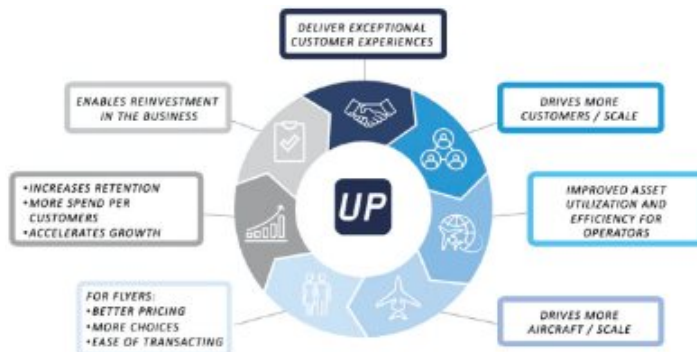 DELIVER EXCEPTIONAL
CUSTOMER EXPERIENCES
DRIVES MORE
CUSTOMERS / SCALE
IMPROVED ASSET
UTILIZATION AND
EFFICIENCY FOR
OPERATORS
DRIVES MORE
AIRCRAFT / SCALE
FOR FLYERS:
•BETTER PRICING
•MORE CHOICES
•EASE OF TRANSACTING
•INCREASES RETENTION
•MORE SPEND PER
CUSTOMERS
•ACCELERATES GROWTH
ENABLES REINVESTMENT
IN THE BUSINESS
UP